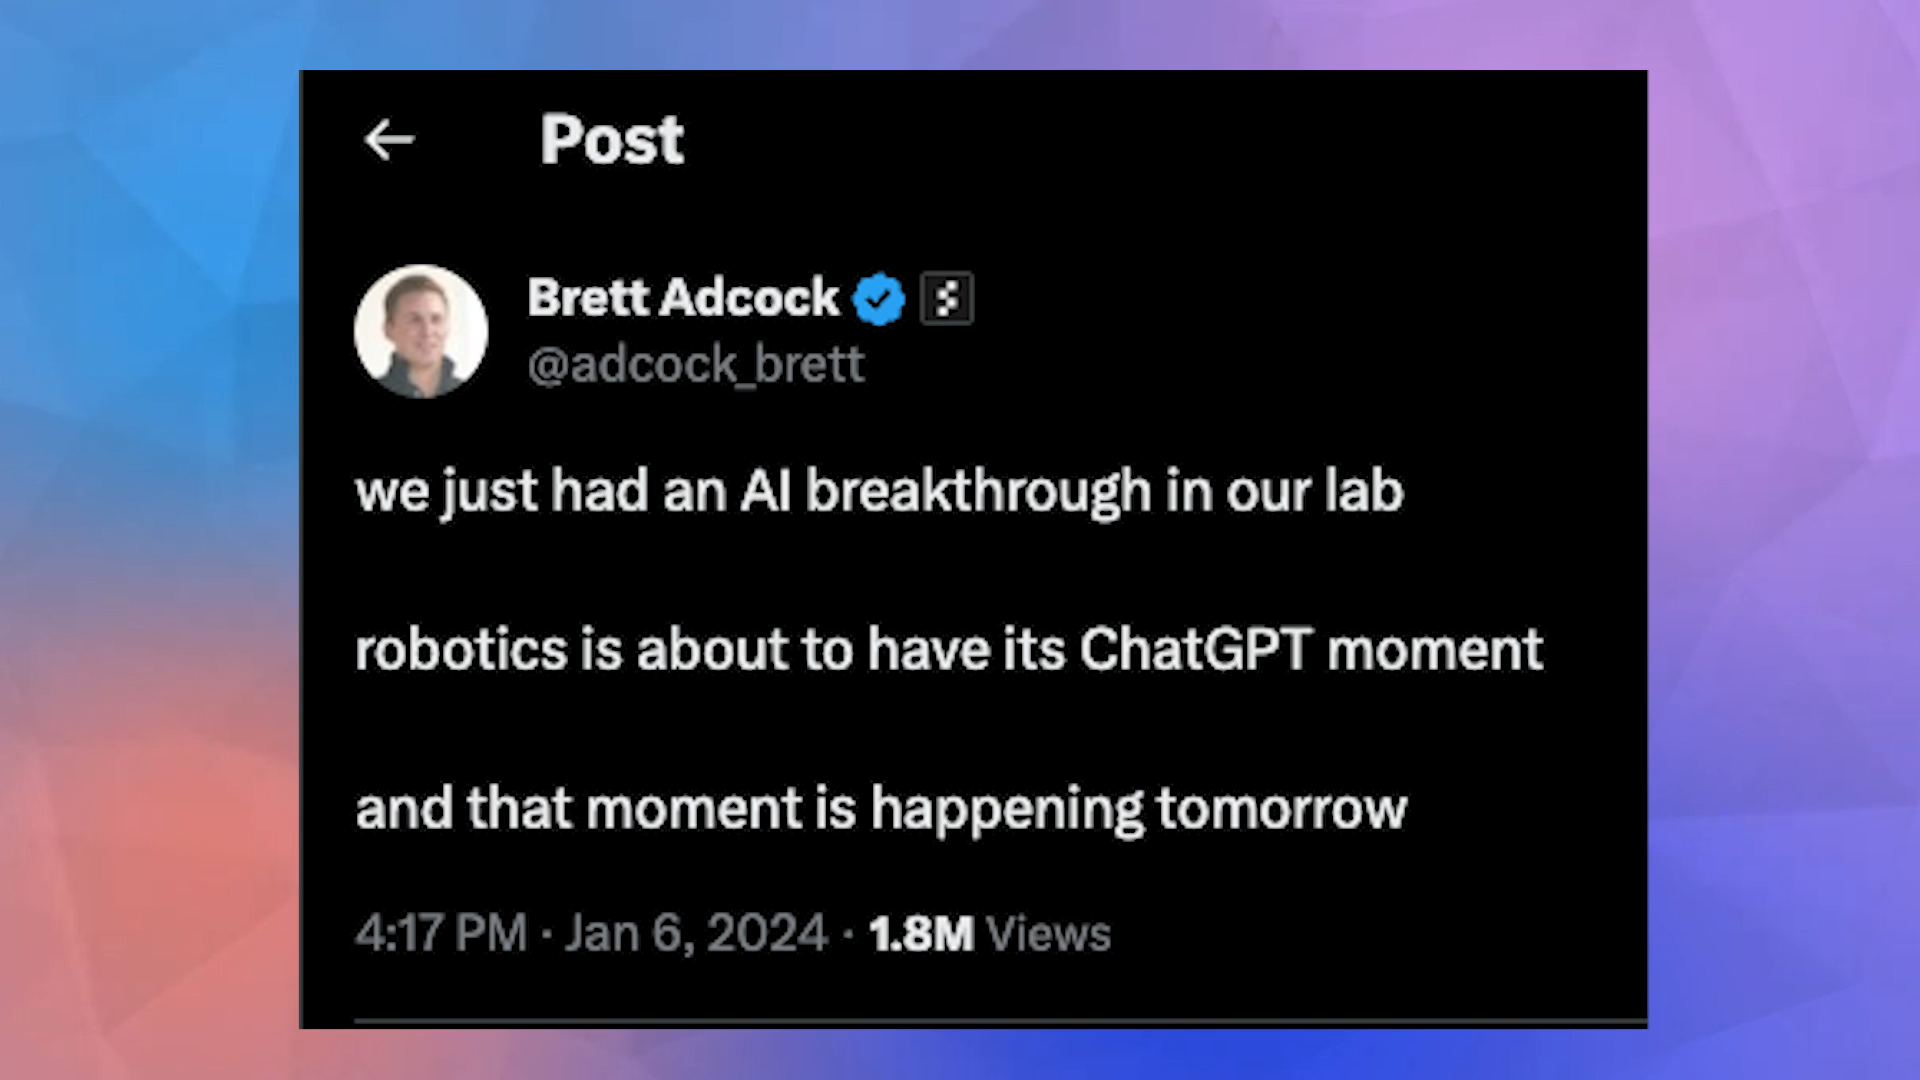 Post
Brett Adcock
@adcock_brett
we just had an AI breakthrough in our lab
robotics is about to have its ChatGPT moment
and that moment is happening tomorrow
4:17 PM · Jan 6, 2024 · 1.8M Views